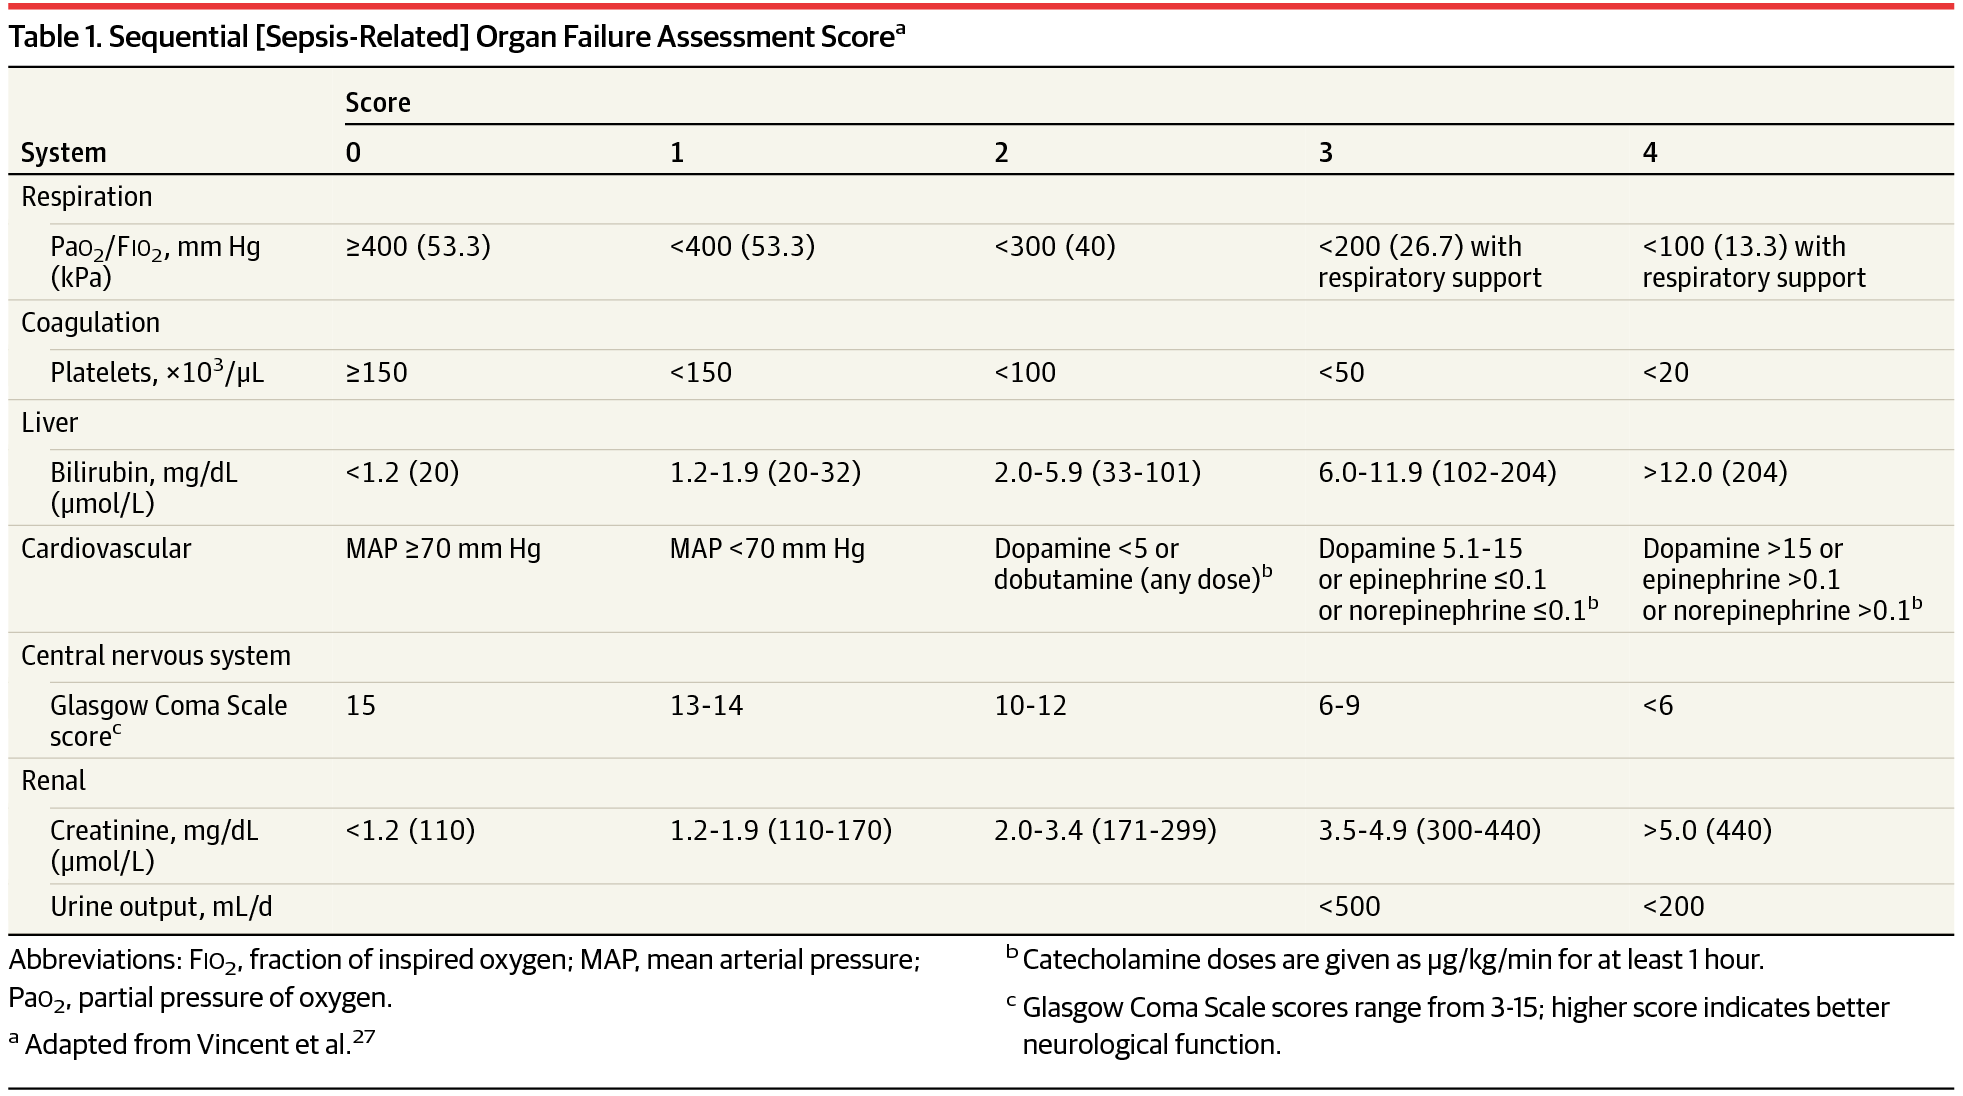 Table 1. Sequential [Sepsis-Related] Organ Failure Assessment Scoreᵃ
Score
System 0 1 2 3 4
Respiration
PaO₂/FIO₂, mm Hg ≥400 (53.3) <400 (53.3) <300 (40) <200 (26.7) with <100 (13.3) with
(kPa) respiratory support respiratory support
Coagulation
Platelets, ×10³/μL ≥150 <150 <100 <50 <20
Liver
Bilirubin, mg/dL <1.2 (20) 1.2-1.9 (20-32) 2.0-5.9 (33-101) 6.0-11.9 (102-204) >12.0 (204)
(μmol/L)
Cardiovascular MAP ≥70 mm Hg MAP <70 mm Hg Dopamine <5 or Dopamine 5.1-15 Dopamine >15 or
dobutamine (any dose)ᵇ or epinephrine ≤0.1 epinephrine >0.1
or norepinephrine ≤0.1ᵇ or norepinephrine >0.1ᵇ
Central nervous system
Glasgow Coma Scale 15 13-14 10-12 6-9 <6
scoreᶜ
Renal
Creatinine, mg/dL <1.2 (110) 1.2-1.9 (110-170) 2.0-3.4 (171-299) 3.5-4.9 (300-440) >5.0 (440)
(μmol/L)
Urine output, mL/d <500 <200
Abbreviations: FIO₂, fraction of inspired oxygen; MAP, mean arterial pressure;
PaO₂, partial pressure of oxygen.
ᵃ Adapted from Vincent et al.²⁷
ᵇ Catecholamine doses are given as μg/kg/min for at least 1 hour.
ᶜ Glasgow Coma Scale scores range from 3-15; higher score indicates better
neurological function.